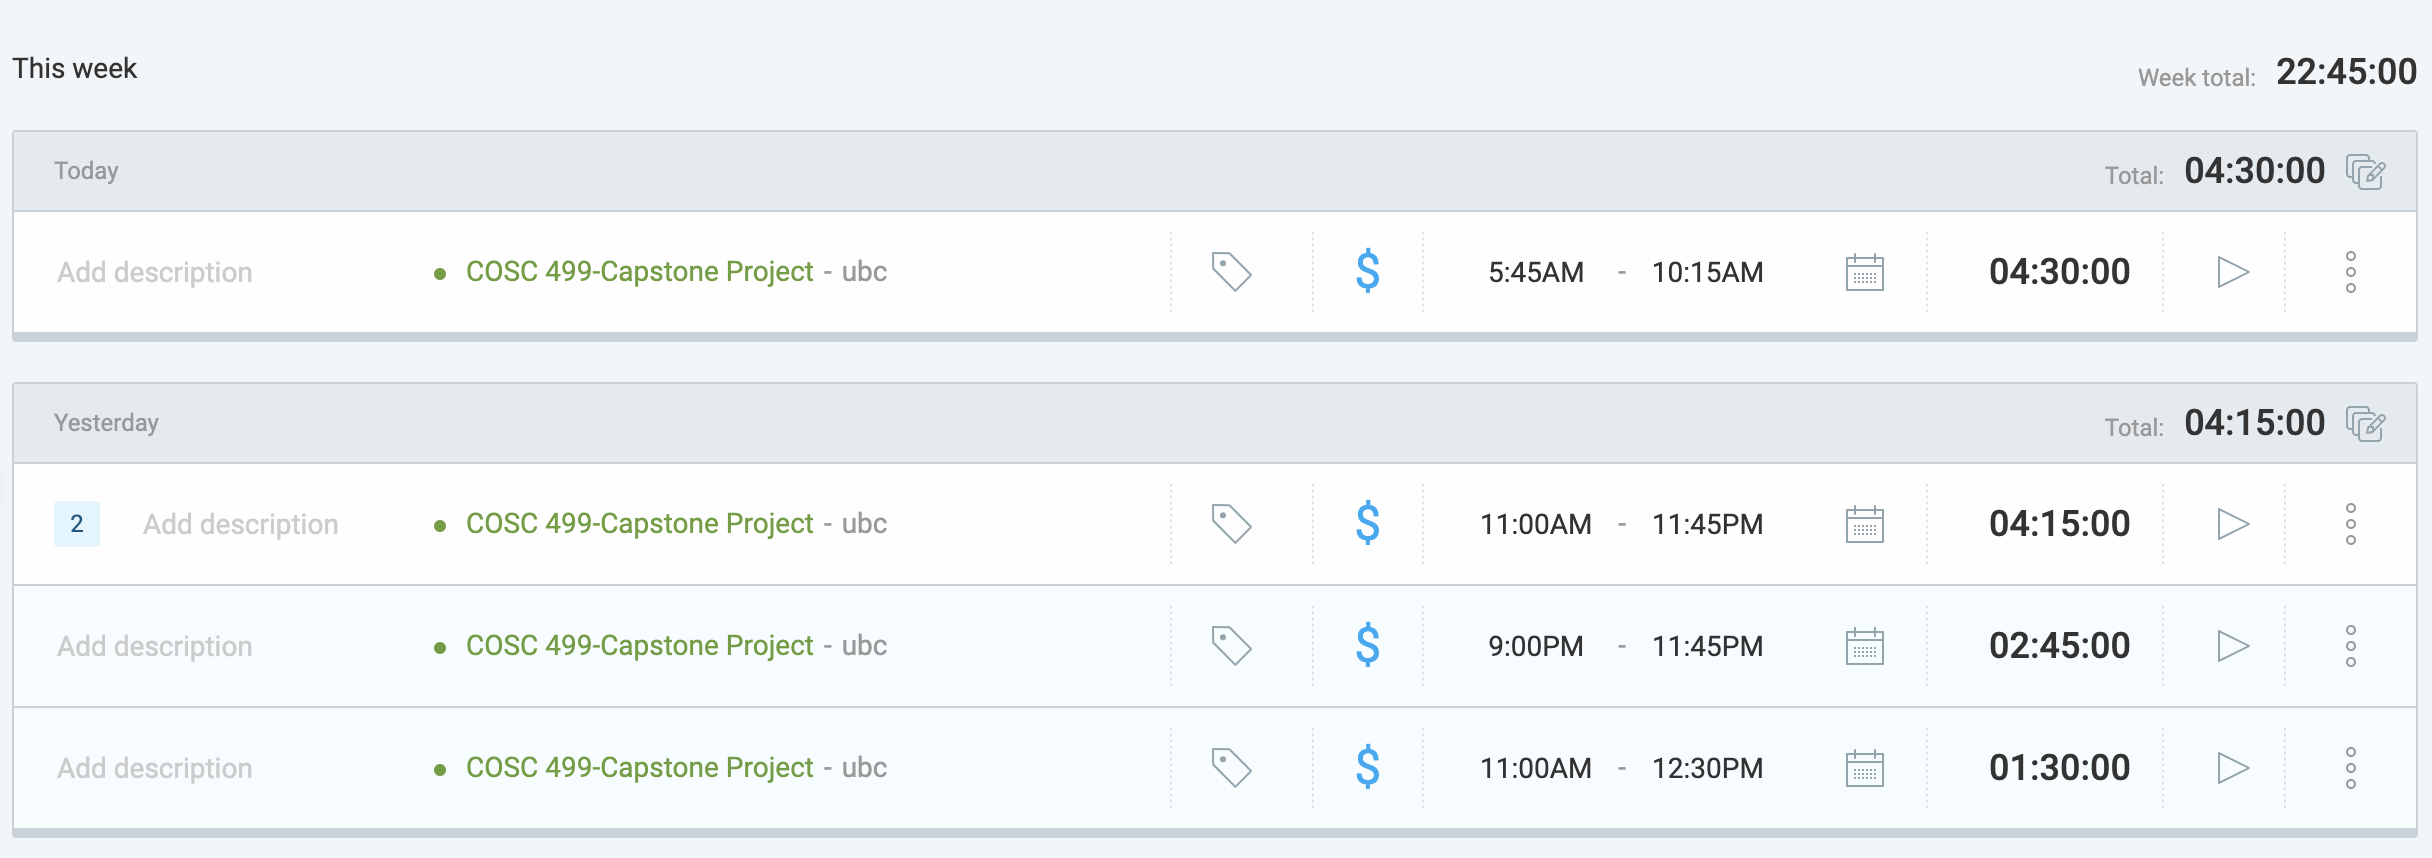 This week Week total: 22:45:00
Today Total: 04:30:00
Add description • COSC 499-Capstone Project - ubc $ 5:45AM - 10:15AM 04:30:00
Yesterday Total: 04:15:00
2 Add description • COSC 499-Capstone Project - ubc $ 11:00AM - 11:45PM 04:15:00
Add description • COSC 499-Capstone Project - ubc $ 9:00PM - 11:45PM 02:45:00
Add description • COSC 499-Capstone Project - ubc $ 11:00AM - 12:30PM 01:30:00